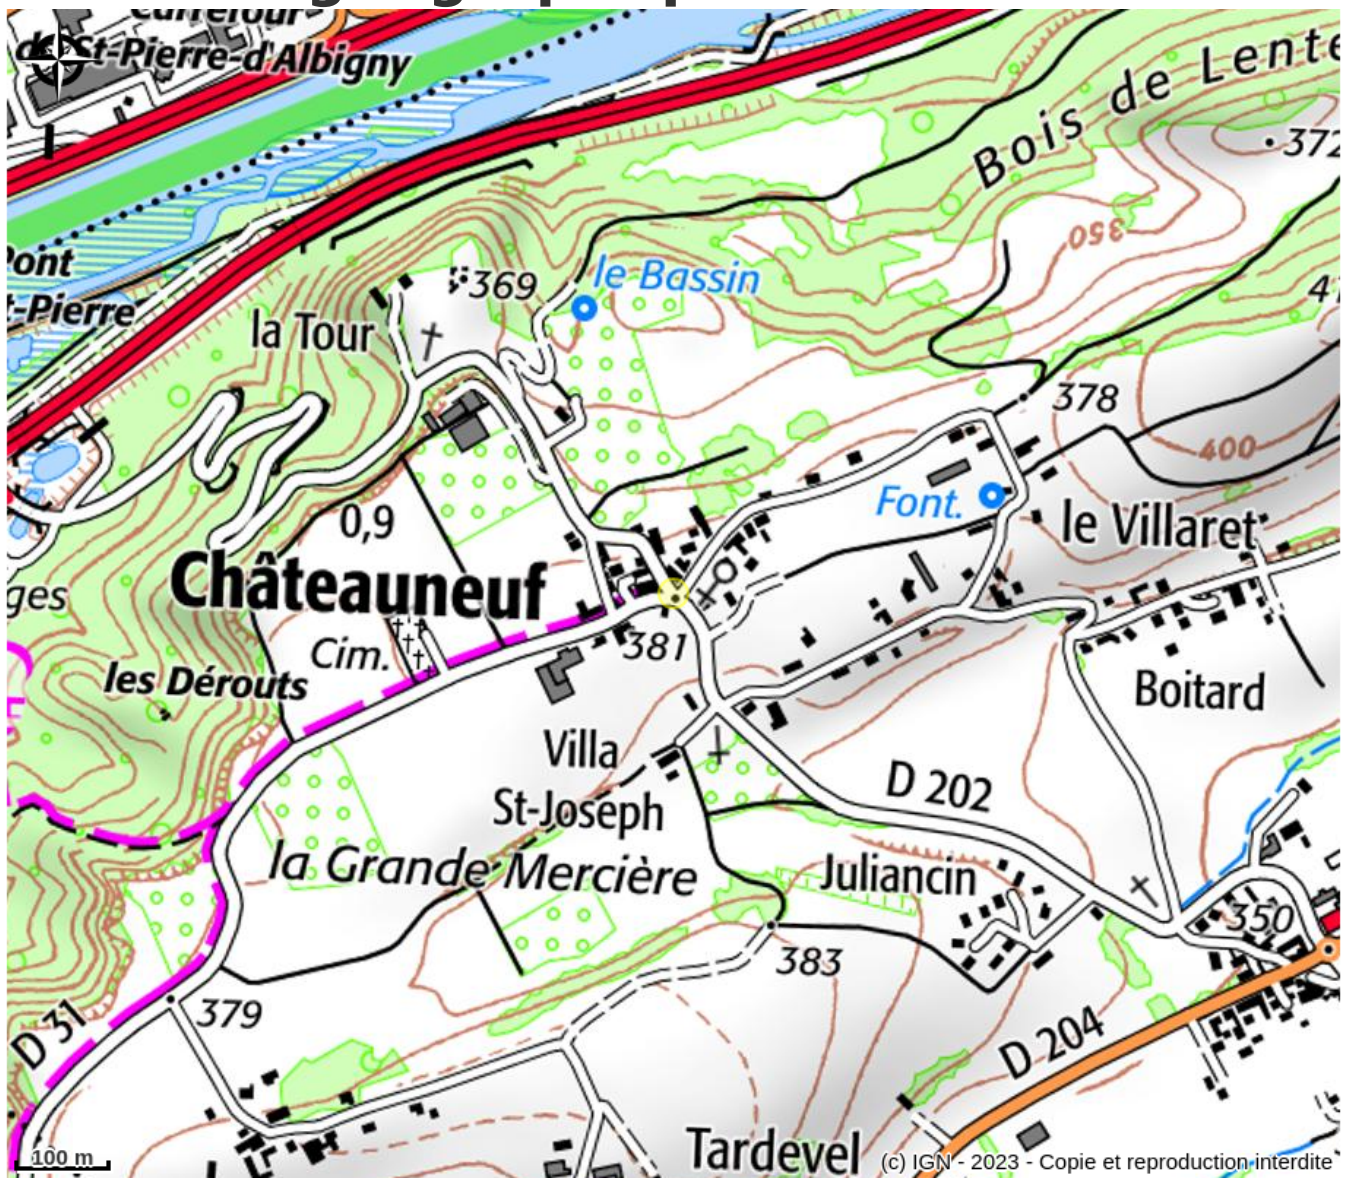 Carrefour
de St-Pierre-d'Albigny
Bois de Lente
372
Pont
t-Pierre
350
le Bassin
369
la Tour
41
378
400
Font.
le Villaret
0,9
Châteauneuf
ges
Cim.
381
les Dérouts
Boitard
Villa
St-Joseph
D 202
la Grande Mercière
Juliancin
350
383
379
D 31
D 204
Tardevel
100 m
(c) IGN - 2023 - Copie et reproduction interdite